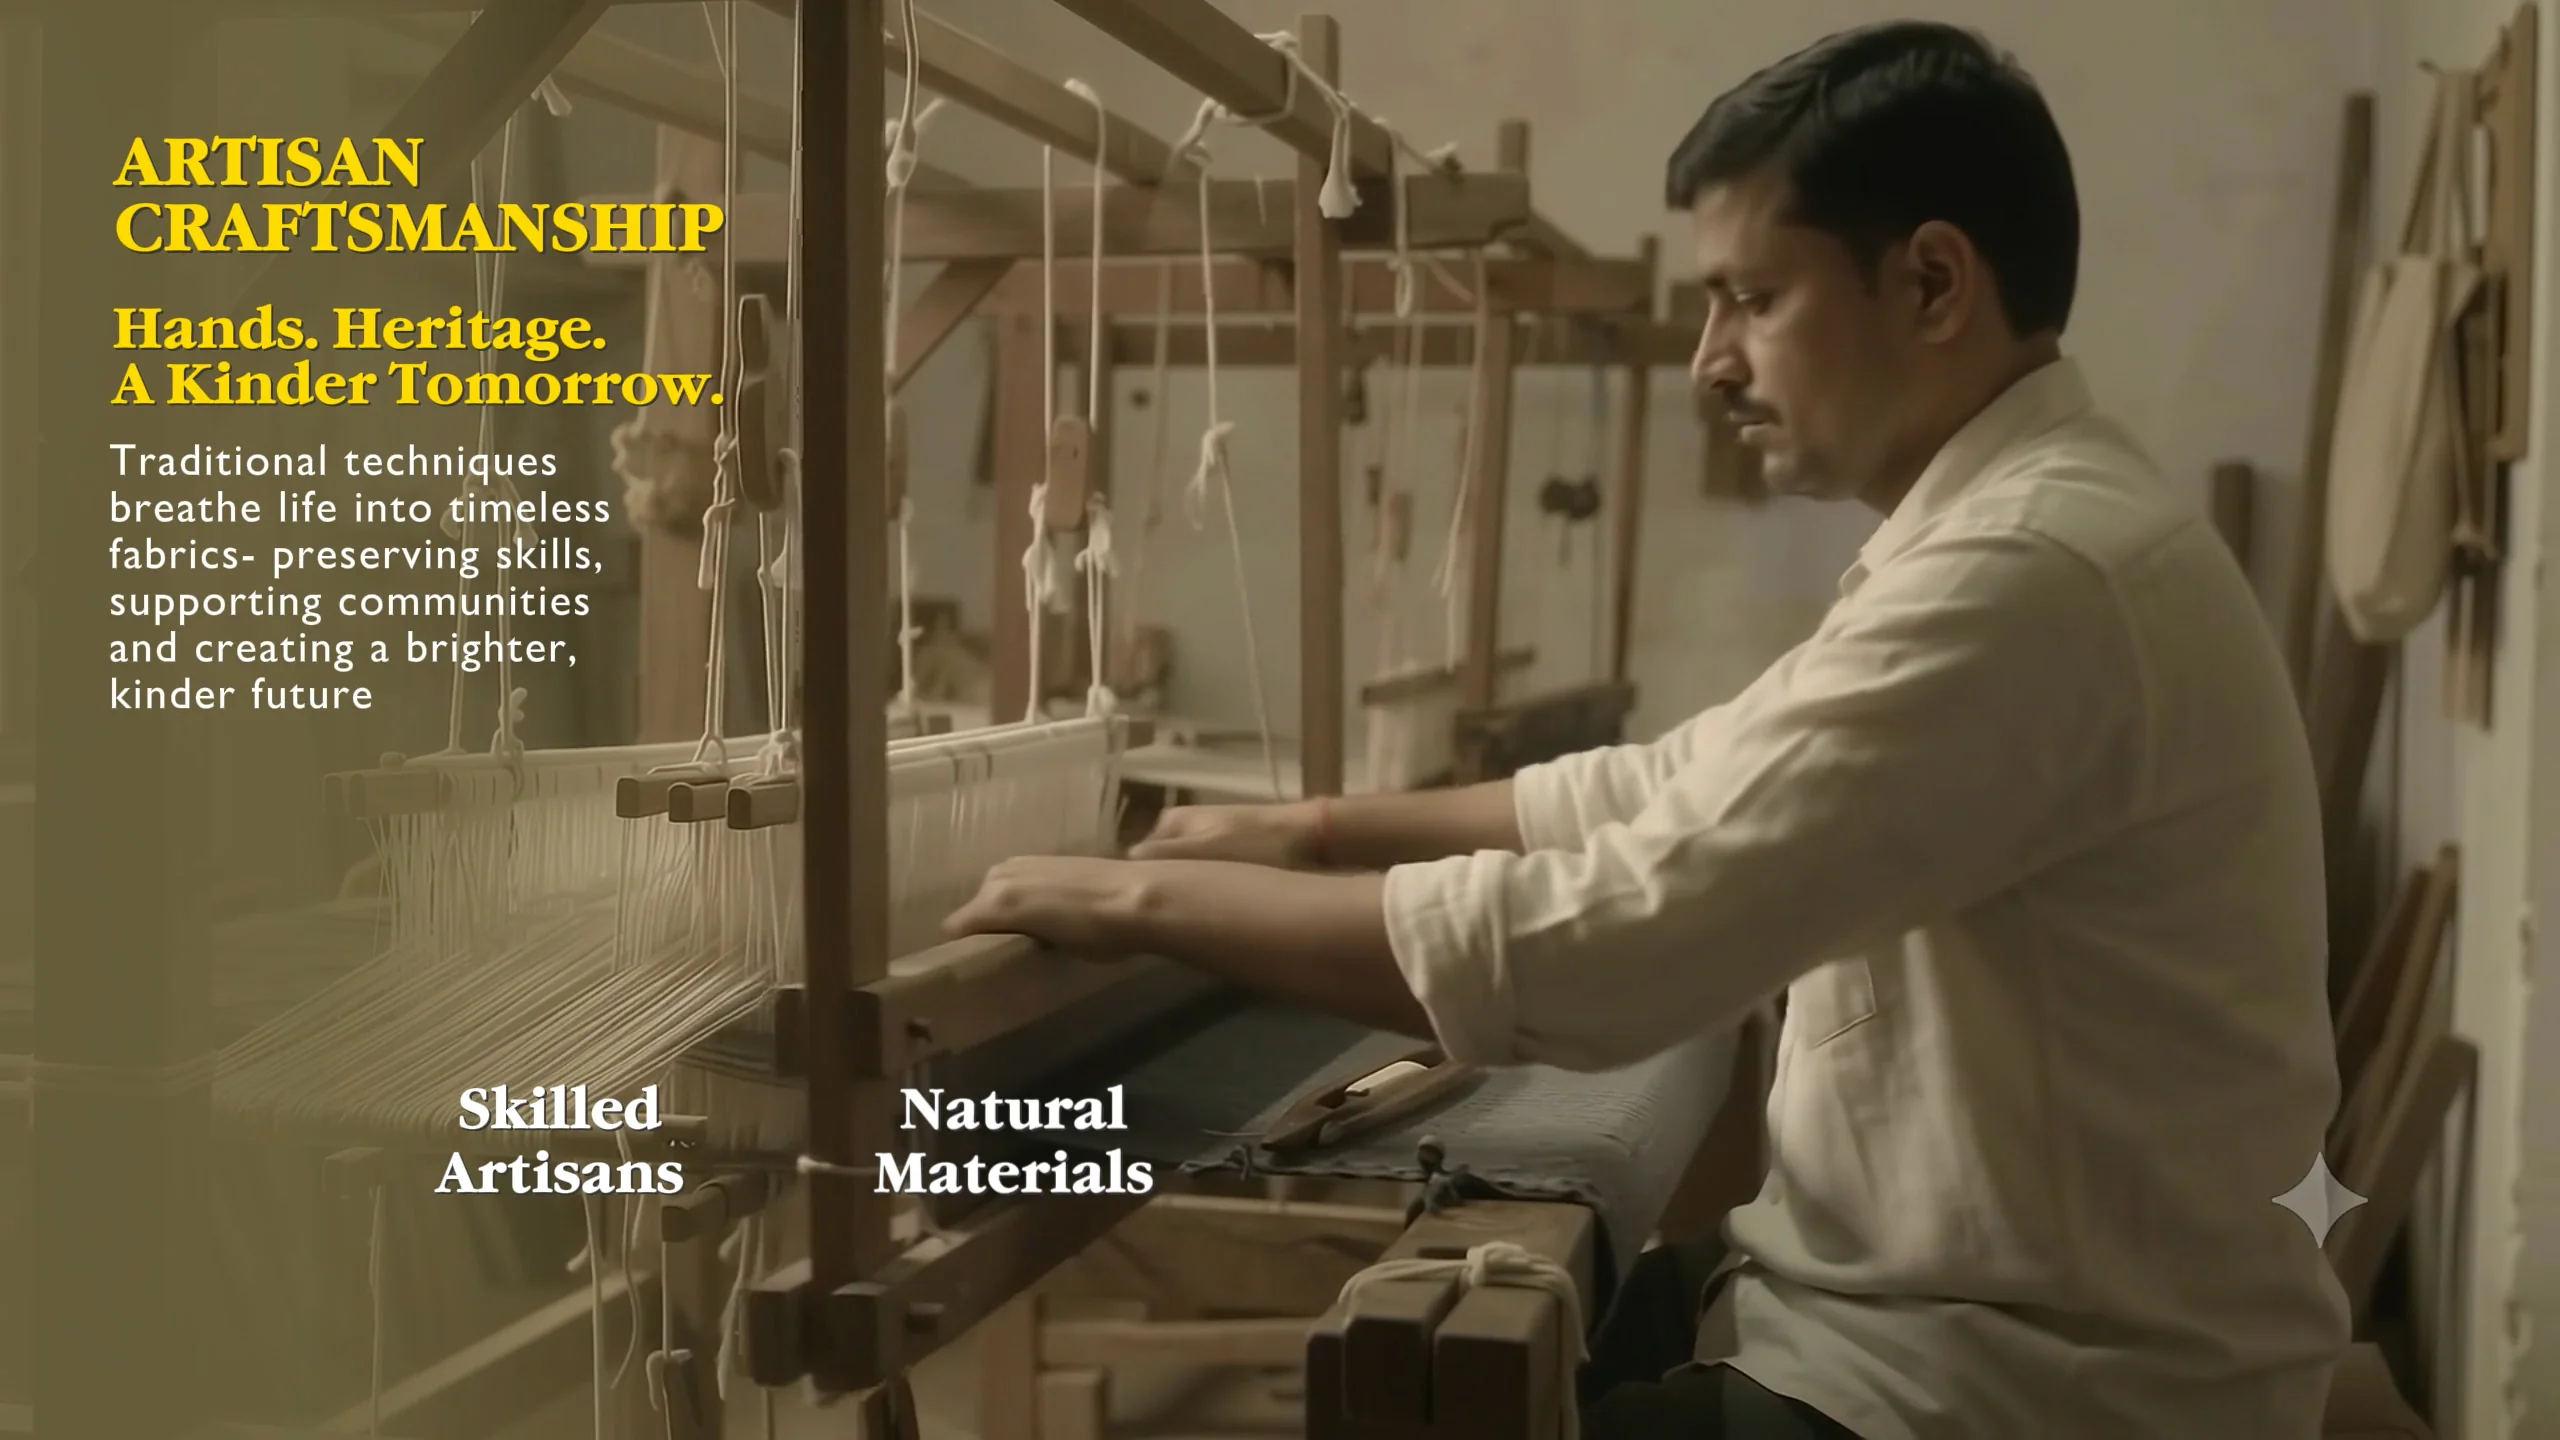 ARTISAN
CRAFTSMANSHIP
Hands. Heritage.
A Kinder Tomorrow.
Traditional techniques
breathe life into timeless
fabrics- preserving skills,
supporting communities
and creating a brighter,
kinder future
Skilled
Artisans
Natural
Materials